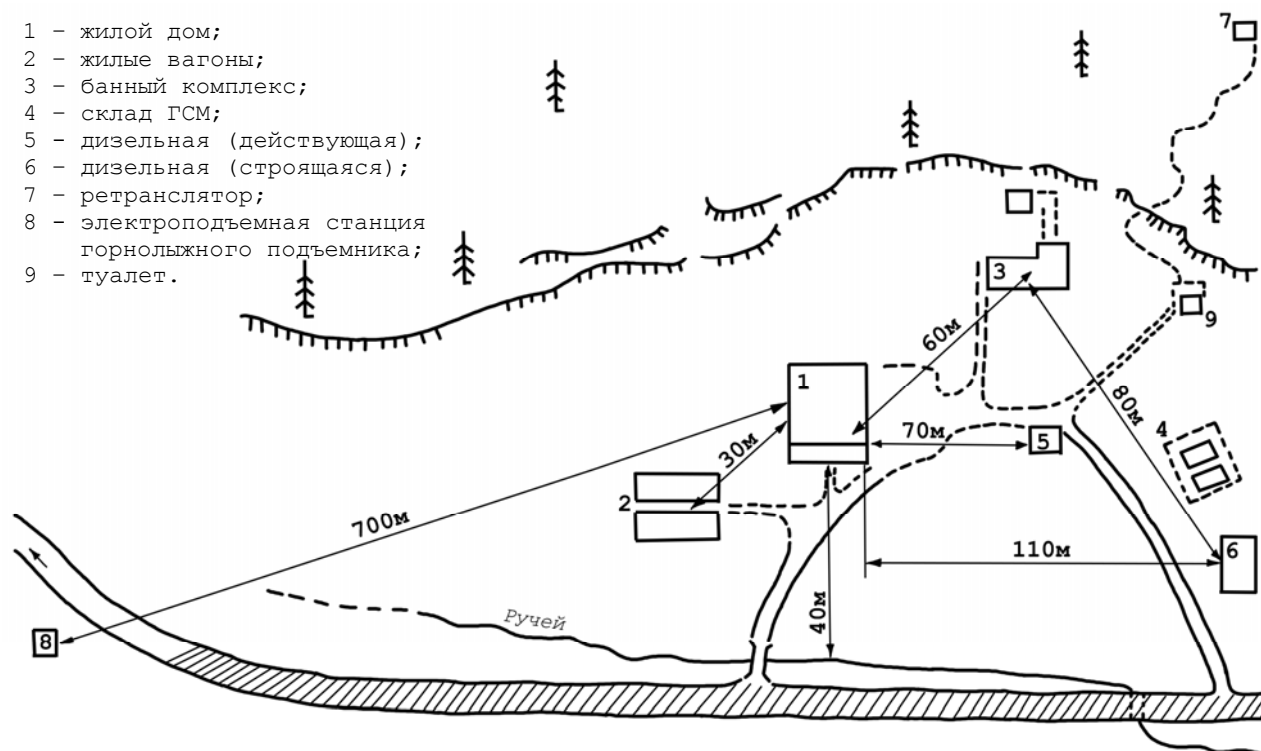 1 – жилой дом;
2 – жилые вагоны;
3 – банный комплекс;
4 – склад ГСМ;
5 - дизельная (действующая);
6 – дизельная (строящаяся);
7 – ретранслятор;
8 - электроподъемная станция
горнолыжного подъемника;
9 – туалет.
7
3
9
60м
1
80м
4
70м
5
30м
2
700м
110м
6
40м
Ручей
8